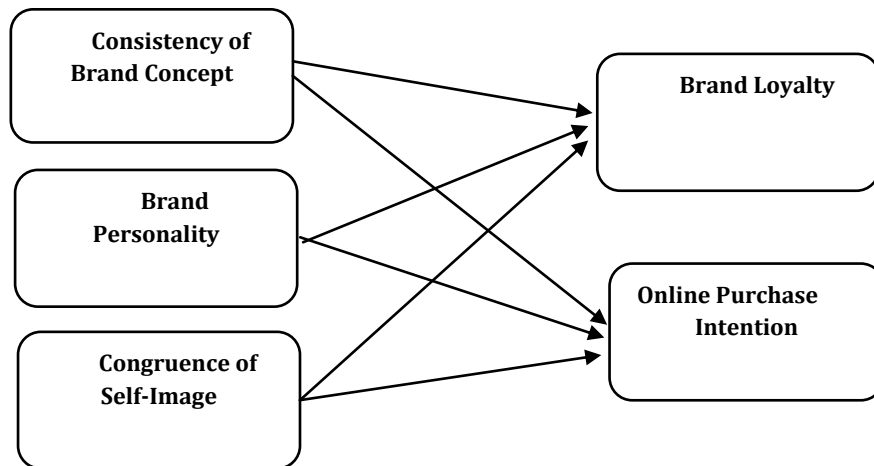 Consistency of
Brand Concept
Brand Loyalty
Brand
Personality
Online Purchase
Intention
Congruence of
Self-Image